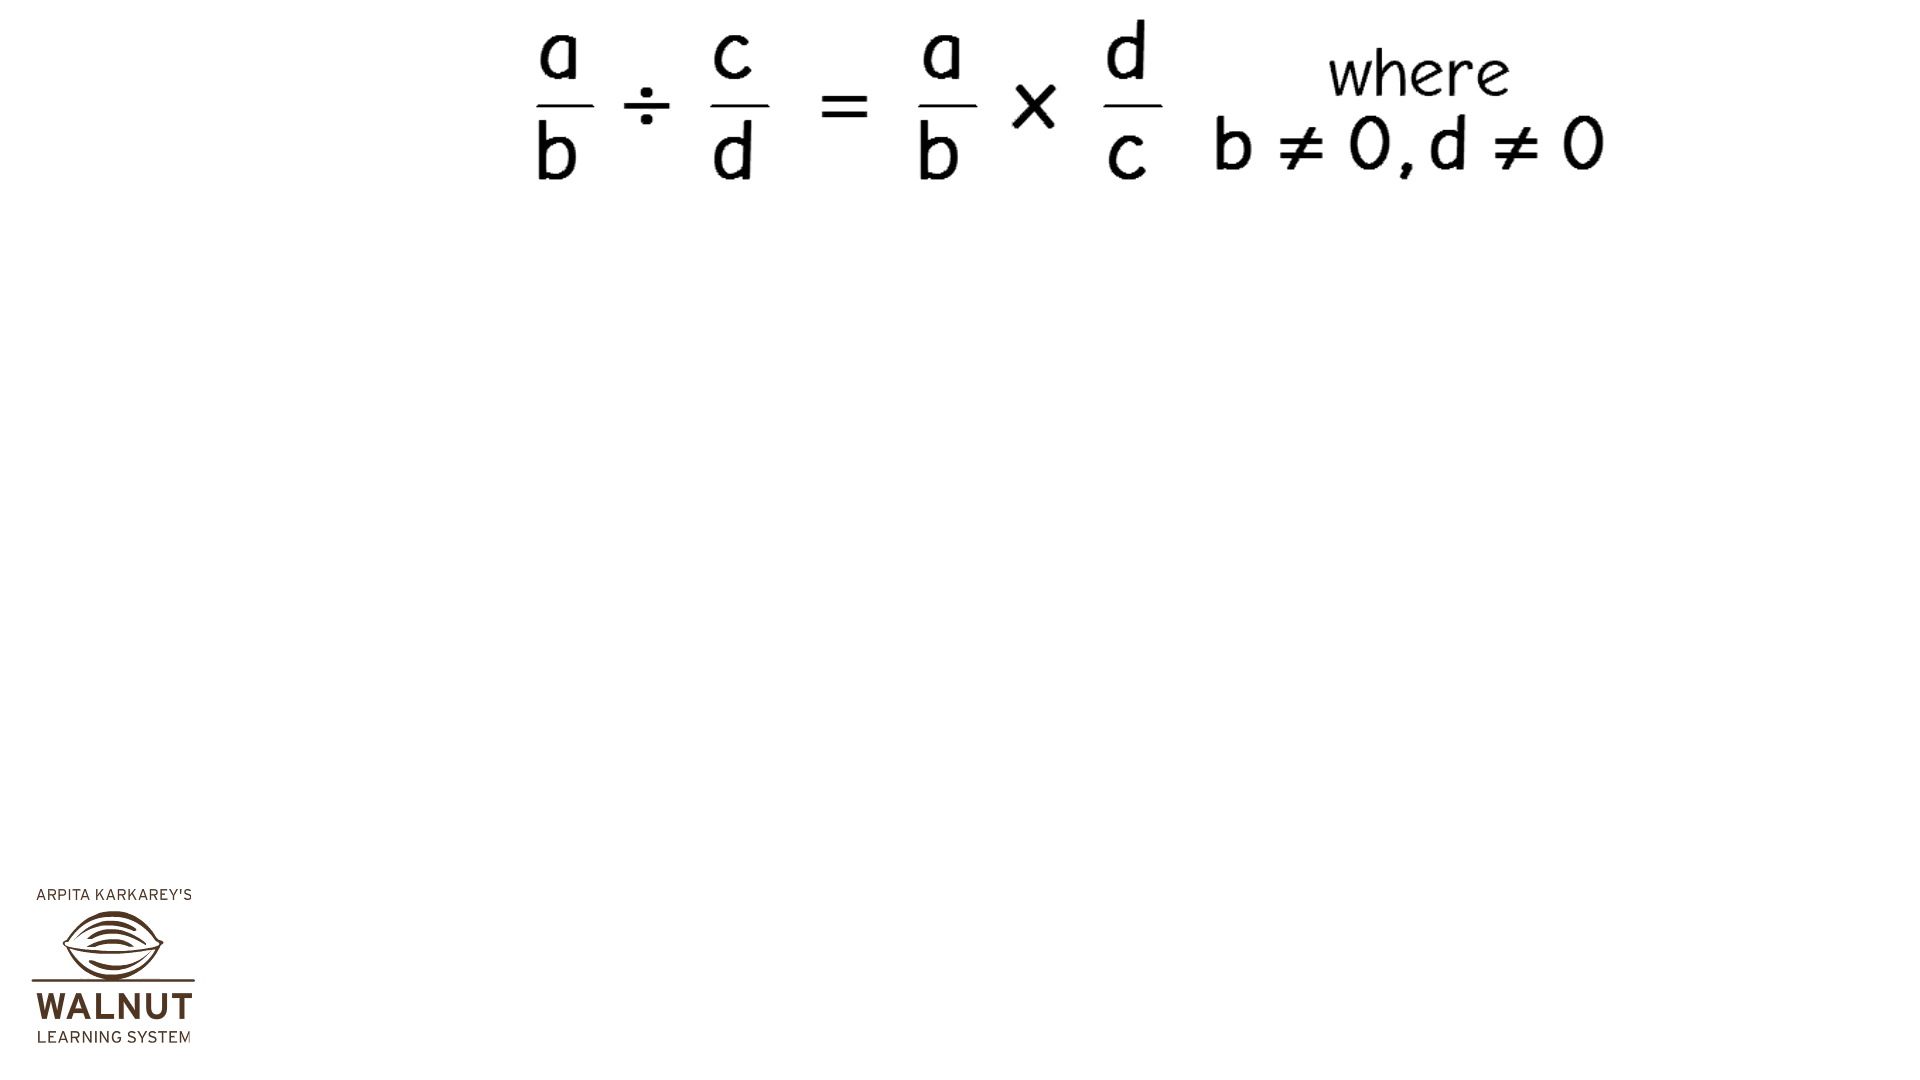 a/b ÷ c/d = a/b × d/c where
b ≠ 0, d ≠ 0
ARPITA KARKAREY'S
WALNUT
LEARNING SYSTEM